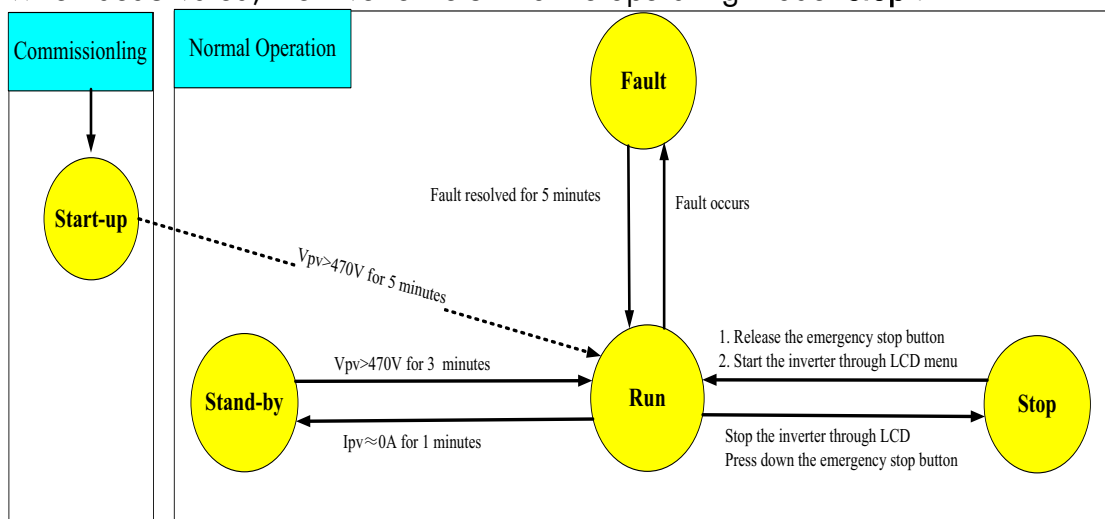 Commissionling
Normal Operation
Fault
Fault resolved for 5 minutes
Fault occurs
Start-up
Vpv>470V for 5 minutes
1. Release the emergency stop button
2. Start the inverter through LCD menu
Vpv>470V for 3 minutes
Stand-by
Run
Stop
Ipv≈0A for 1 minutes
Stop the inverter through LCD
Press down the emergency stop button